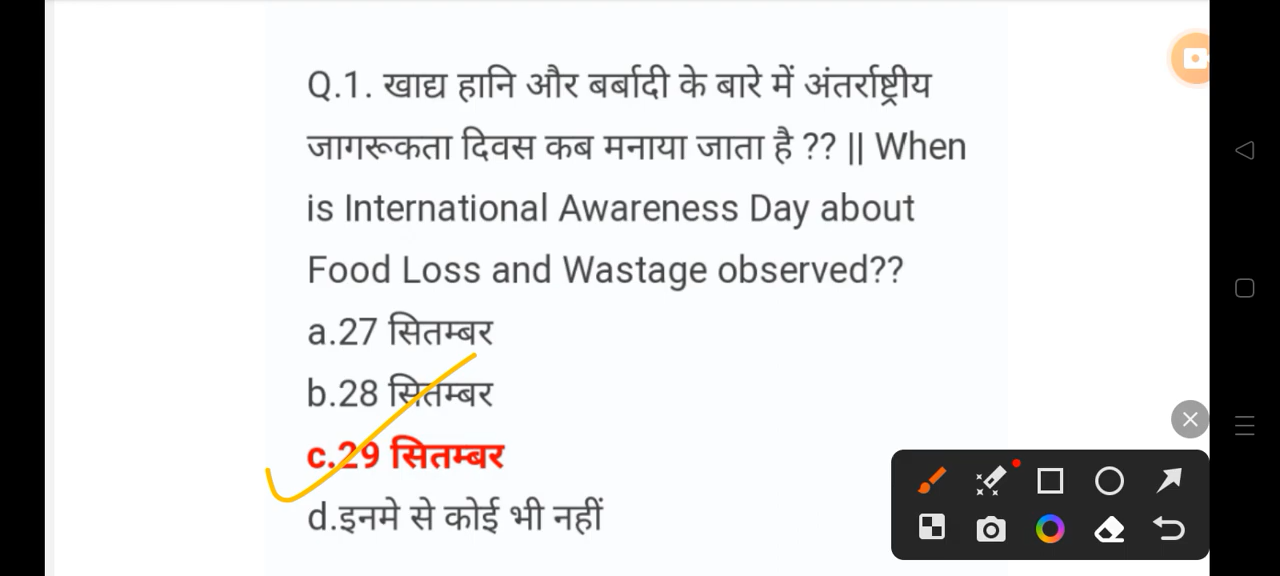 Q.1. खाद्य हानि और बर्बादी के बारे में अंतर्राष्ट्रीय
जागरूकता दिवस कब मनाया जाता है ?? || When
is International Awareness Day about
Food Loss and Wastage observed??
a.27 सितम्बर
b.28 सितम्बर
c.29 सितम्बर
d.इनमे से कोई भी नहीं